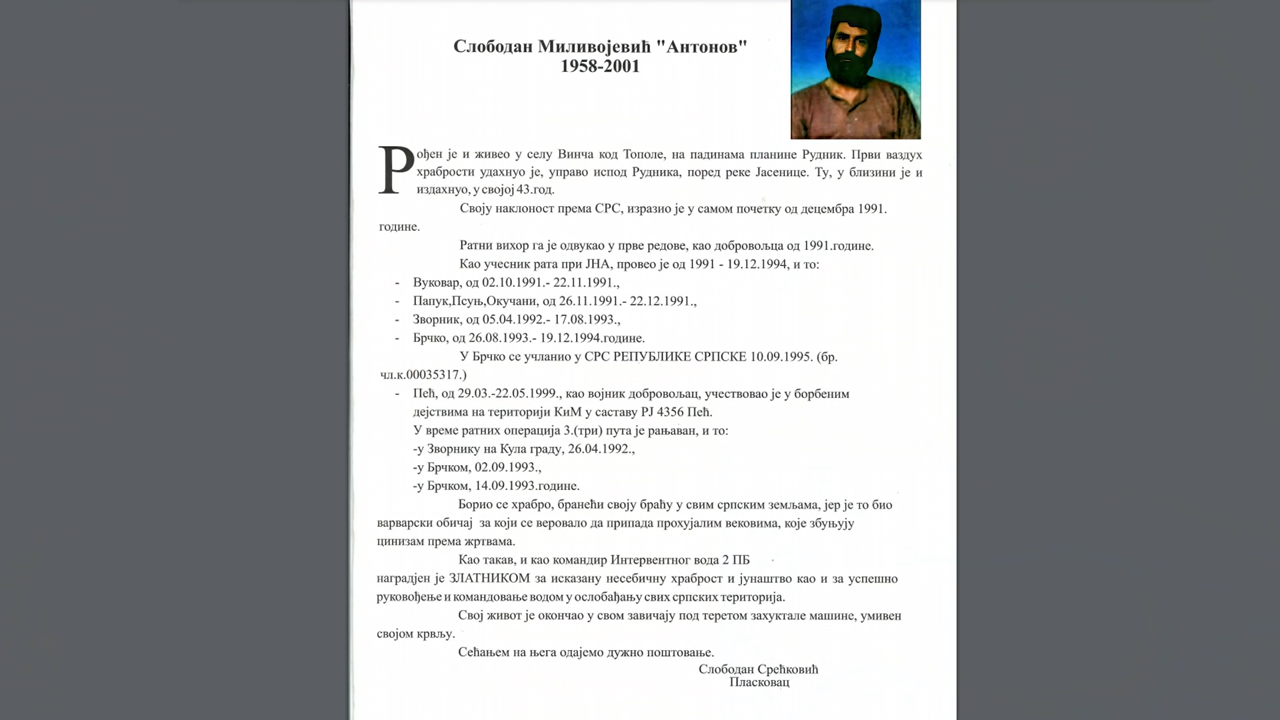 Слободан Миливојевић "Антонов"
1958-2001
Рођен је и живео у селу Винча код Тополе, на падинама планине Рудник. Први ваздух
храбрости удахнуо је, управо испод Рудника, поред реке Јасенице. Ту, у близини је и
издахнуо, у својој 43.год.
Своју наклоност према СРС, изразио је у самом почетку од децембра 1991.
године.
Ратни вихор га је одвукао у прве редове, као добровољца од 1991.године.
Као учесник рата при ЈНА, провео је од 1991 - 19.12.1994, и то:
- Вуковар, од 02.10.1991.- 22.11.1991.,
- Папук,Псуњ,Окучани, од 26.11.1991.- 22.12.1991.,
- Зворник, од 05.04.1992.- 17.08.1993.,
- Брчко, од 26.08.1993.- 19.12.1994.године.
У Брчко се учланио у СРС РЕПУБЛИКЕ СРПСКЕ 10.09.1995. (бр.
чл.к.00035317.)
- Пећ, од 29.03.-22.05.1999., као војник добровољац, учествовао је у борбеним
дејствима на територији КиМ у саставу РЈ 4356 Пећ.
У време ратних операција 3.(три) пута је рањаван, и то:
-у Зворнику на Кула граду, 26.04.1992.,
-у Брчком, 02.09.1993.,
-у Брчком, 14.09.1993.године.
Борио се храбро, бранећи своју браћу у свим српским земљама, јер је то био
варварски обичај за који се веровало да припада прохујалим вековима, које збуњују
цинизам према жртвама.
Као такав, и као командир Интервентног вода 2 ПБ
наградјен је ЗЛАТНИКОМ за исказану несебичну храброст и јунаштво као и за успешно
руковођење и командовање водом у ослобађању свих српских територија.
Свој живот је окончао у свом завичају под теретом захуктале машине, умивен
својом крвљу.
Сећањем на њега одајемо дужно поштовање.
Слободан Срећковић
Пласковац